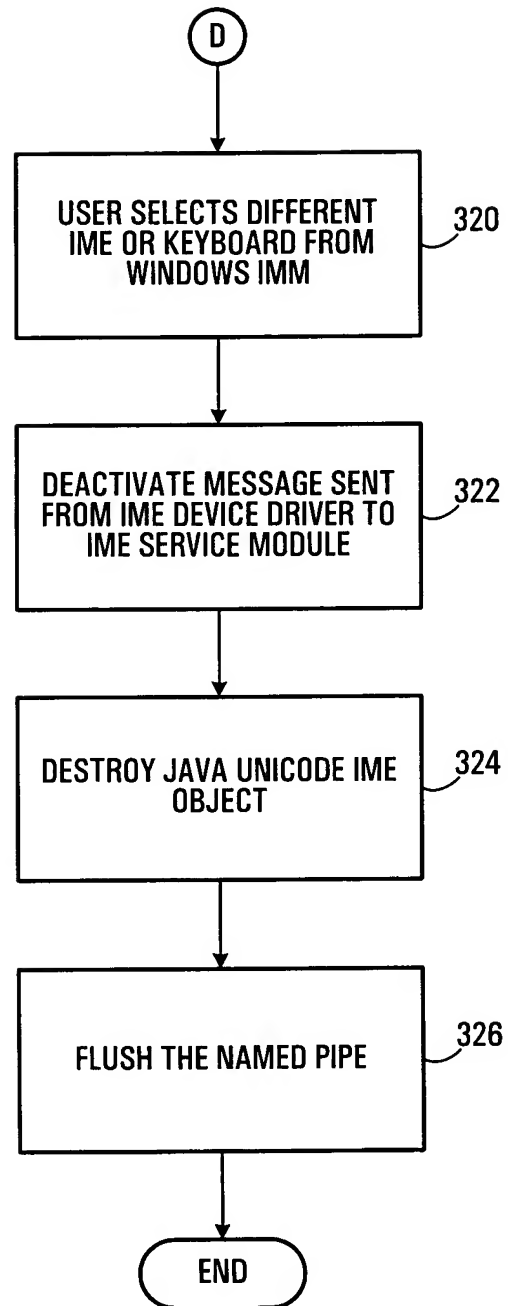 D
USER SELECTS DIFFERENT
IME OR KEYBOARD FROM
WINDOWS IMM
320
DEACTIVATE MESSAGE SENT
FROM IME DEVICE DRIVER TO
IME SERVICE MODULE
322
DESTROY JAVA UNICODE IME
OBJECT
324
FLUSH THE NAMED PIPE
326
END